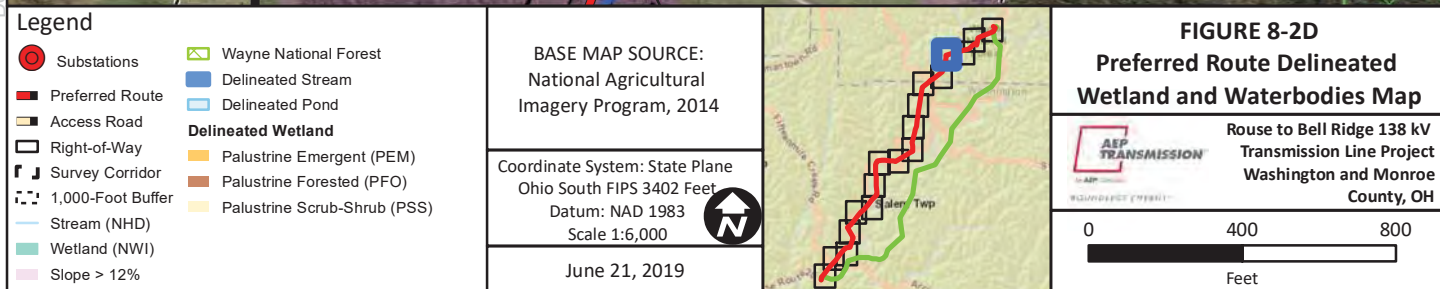 Legend
Substations
Preferred Route
Access Road
Right-of-Way
Survey Corridor
1,000-Foot Buffer
Stream (NHD)
Wetland (NWI)
Slope > 12%
Wayne National Forest
Delineated Stream
Delineated Pond
Delineated Wetland
Palustrine Emergent (PEM)
Palustrine Forested (PFO)
Palustrine Scrub-Shrub (PSS)
BASE MAP SOURCE:
National Agricultural
Imagery Program, 2014
Coordinate System: State Plane
Ohio South FIPS 3402 Feet
Datum: NAD 1983
Scale 1:6,000
N
June 21, 2019
Salem Twp
FIGURE 8-2D
Preferred Route Delineated
Wetland and Waterbodies Map
AEP
TRANSMISSION
Rouse to Bell Ridge 138 kV
Transmission Line Project
Washington and Monroe
County, OH
0 400 800
Feet